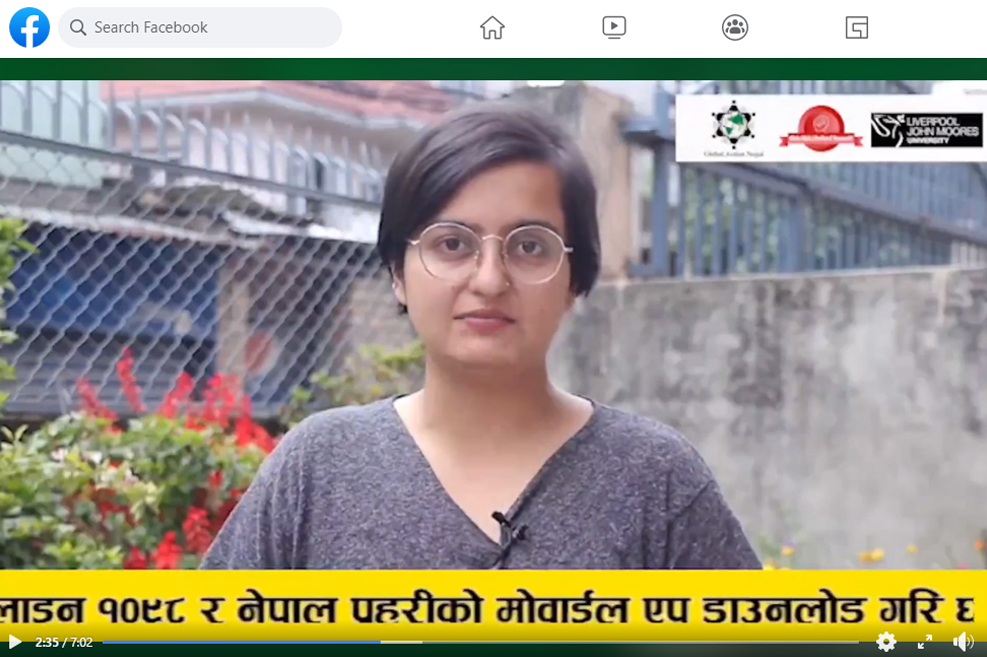 Search Facebook
Global Action Nepal
LIVERPOOL
JOHN MOORES
UNIVERSITY
लाइन १०९८ र नेपाल प्रहरीको मोवाईल एप डाउनलोड गरि घ
2:35 / 7:02